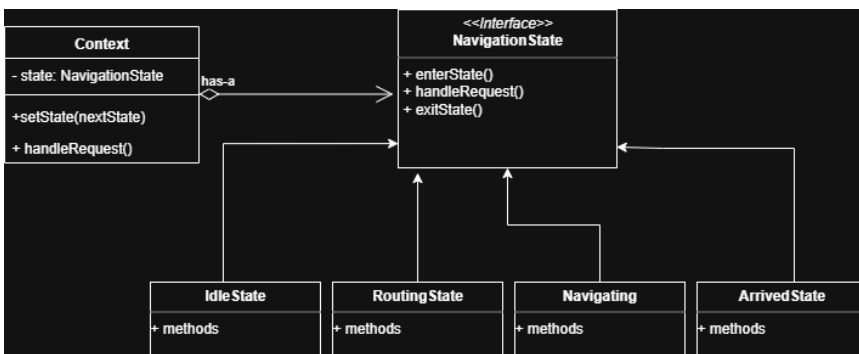 Context
- state: NavigationState
+setState(nextState)
+ handleRequest()
has-a
<<Interface>>
NavigationState
+ enterState()
+ handleRequest()
+ exitState()
IdleState
+ methods
RoutingState
+ methods
Navigating
+ methods
ArrivedState
+ methods